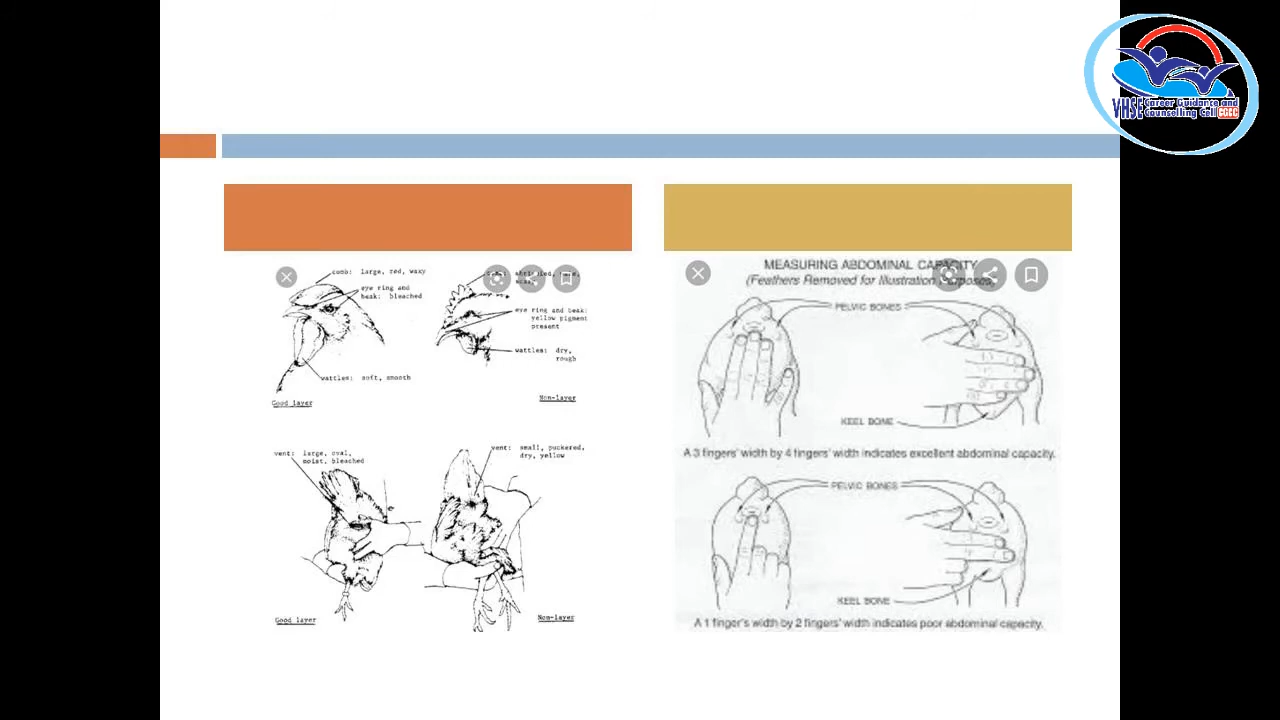 VHSE Career Guidance and
Counselling Cell CGCC
comb: large, red, waxy
eye ring and
beak: bleached
wattles: soft, smooth
Good layer
eye ring and beak:
yellow pigment
present
wattles: dry,
rough
Non-layer
vent: large, oval,
moist, bleached
Good layer
vent: small, puckered,
dry, yellow
Non-layer
MEASURING ABDOMINAL CAPACITY
(Feathers Removed for Illustration Purposes)
PELVIC BONES
KEEL BONE
A 3 fingers' width by 4 fingers' width indicates excellent abdominal capacity.
PELVIC BONES
KEEL BONE
A 1 finger's width by 2 fingers' width indicates poor abdominal capacity.